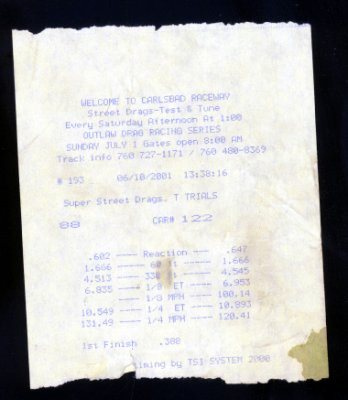 WELCOME TO CARLSBAD RACEWAY
Street Drags-Test & Tune
Every Saturday Afternoon At 1:00
OUTLAW DRAG RACING SERIES
SUNDAY JULY 1 Gates open 8:00 AM
Track info 760 727-1171 / 760 480-8369
# 193 06/10/2001 13:38:16
Super Street Drags. T TRIALS
88 CAR# 122
.602 ---- Reaction --- .647
1.666 ---- 60 ft --- 1.666
4.513 ---- 330 ft --- 4.545
6.835 ---- 1/8 ET --- 6.953
---- 1/8 MPH ---- 100.14
10.549 ---- 1/4 ET ---- 10.893
131.49 ---- 1/4 MPH ---- 120.41
1st Finish .300
timing by TSI SYSTEM 2000